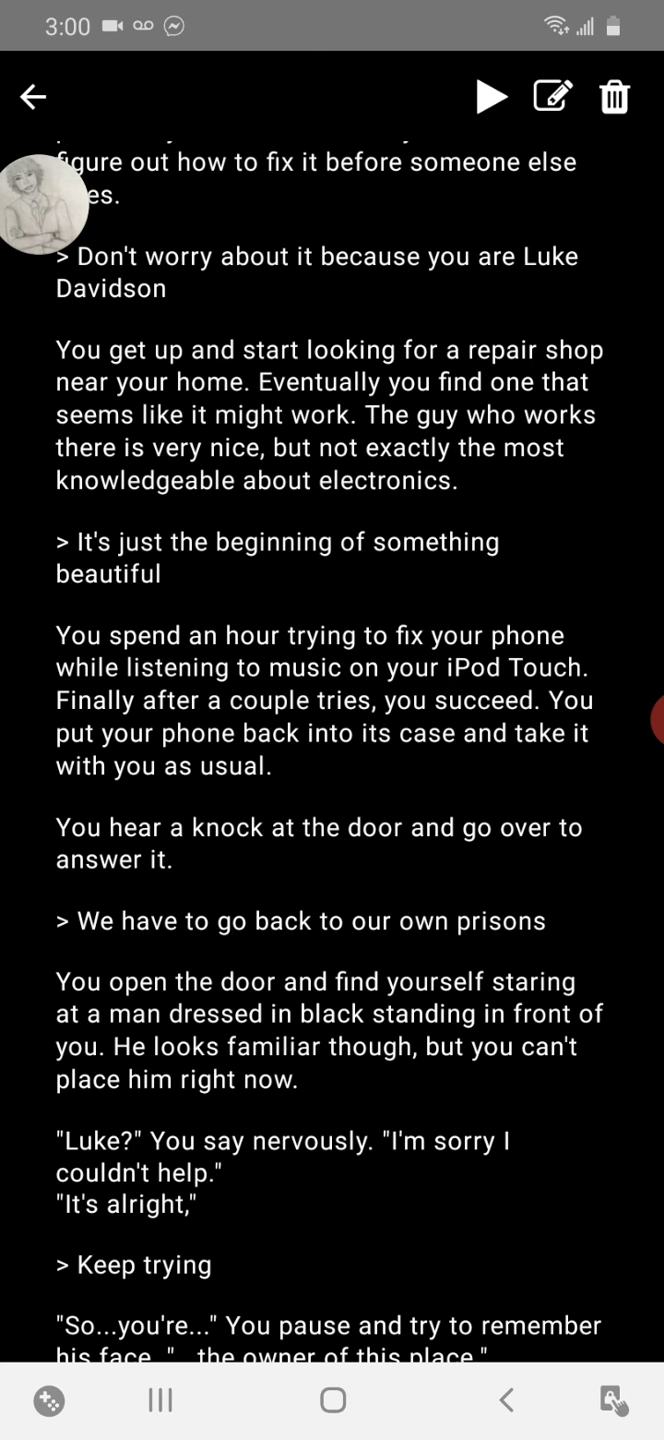 3:00
figure out how to fix it before someone else
es.
> Don't worry about it because you are Luke
Davidson
You get up and start looking for a repair shop
near your home. Eventually you find one that
seems like it might work. The guy who works
there is very nice, but not exactly the most
knowledgeable about electronics.
> It's just the beginning of something
beautiful
You spend an hour trying to fix your phone
while listening to music on your iPod Touch.
Finally after a couple tries, you succeed. You
put your phone back into its case and take it
with you as usual.
You hear a knock at the door and go over to
answer it.
> We have to go back to our own prisons
You open the door and find yourself staring
at a man dressed in black standing in front of
you. He looks familiar though, but you can't
place him right now.
"Luke?" You say nervously. "I'm sorry I
couldn't help."
"It's alright,"
> Keep trying
"So...you're..." You pause and try to remember
his face. "...the owner of this place."